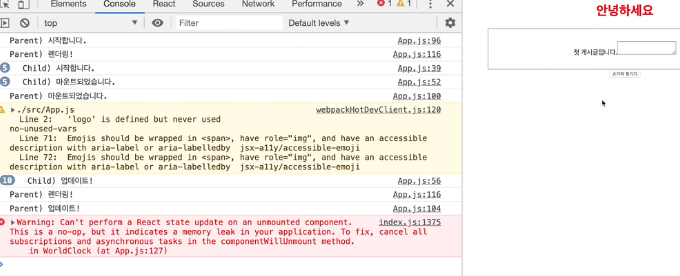 Elements
Console
React
Sources
Network
Performance
»
1
1
top
Filter
Default levels
Parent) 시작합니다.
App.js:96
Parent) 렌더링!
App.js:116
5 Child) 시작합니다.
App.js:39
5 Child) 마운트되었습니다.
App.js:52
Parent) 마운트되었습니다.
App.js:100
./src/App.js
webpackHotDevClient.js:120
Line 2: 'logo' is defined but never used
no-unused-vars
Line 71: Emojis should be wrapped in <span>, have role="img", and have an accessible
description with aria-label or aria-labelledby jsx-a11y/accessible-emoji
Line 72: Emojis should be wrapped in <span>, have role="img", and have an accessible
description with aria-label or aria-labelledby jsx-a11y/accessible-emoji
10 Child) 업데이트!
App.js:56
Parent) 렌더링!
App.js:116
Parent) 업데이트!
App.js:104
Warning: Can't perform a React state update on an unmounted component.
index.js:1375
This is a no-op, but it indicates a memory leak in your application. To fix, cancel all
subscriptions and asynchronous tasks in the componentWillUnmount method.
in WorldClock (at App.js:127)
안녕하세요
첫 게시글입니다.